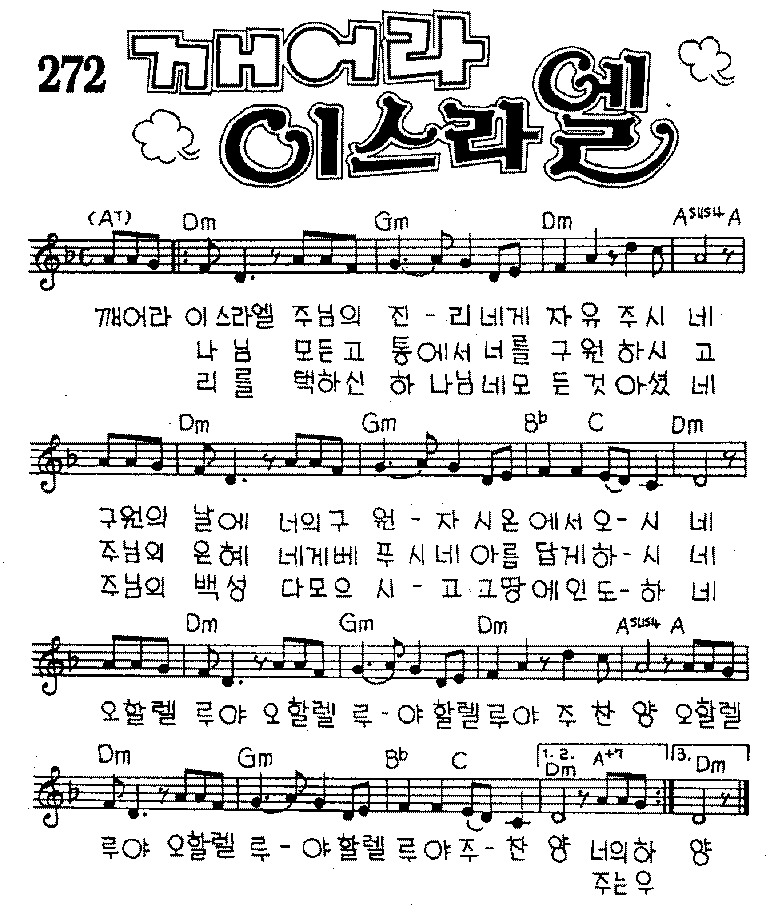 272 깨어라
이스라엘
(A7) Dm Gm Dm Asus4 A
깨어라 이스라엘 주님의 진 - 리 네게 자 유 주 시 네
나 님 모든고 통에서 너를 구 원 하 시 고
리 를 택하신 하 나님네모 든 것 아셨 네
Dm Gm Bb C Dm
구원의 날에 너의구 원 - 자 시온에서 오 - 시 네
주님의 은혜 네게베 푸 시네 아름 답게하 - 시 네
주님의 백성 다모으 시 - 고 그땅에인 도 - 하 네
Dm Gm Dm Asus4 A
오할렐 루야 오할렐 루 - 야 할렐루야 주 찬 양 오할렐
Dm Gm Bb C 1. 2. Dm A+7 3. Dm
루야 오할렐 루 - 야할렐 루야주 - 찬 양 너의하 양
주는우